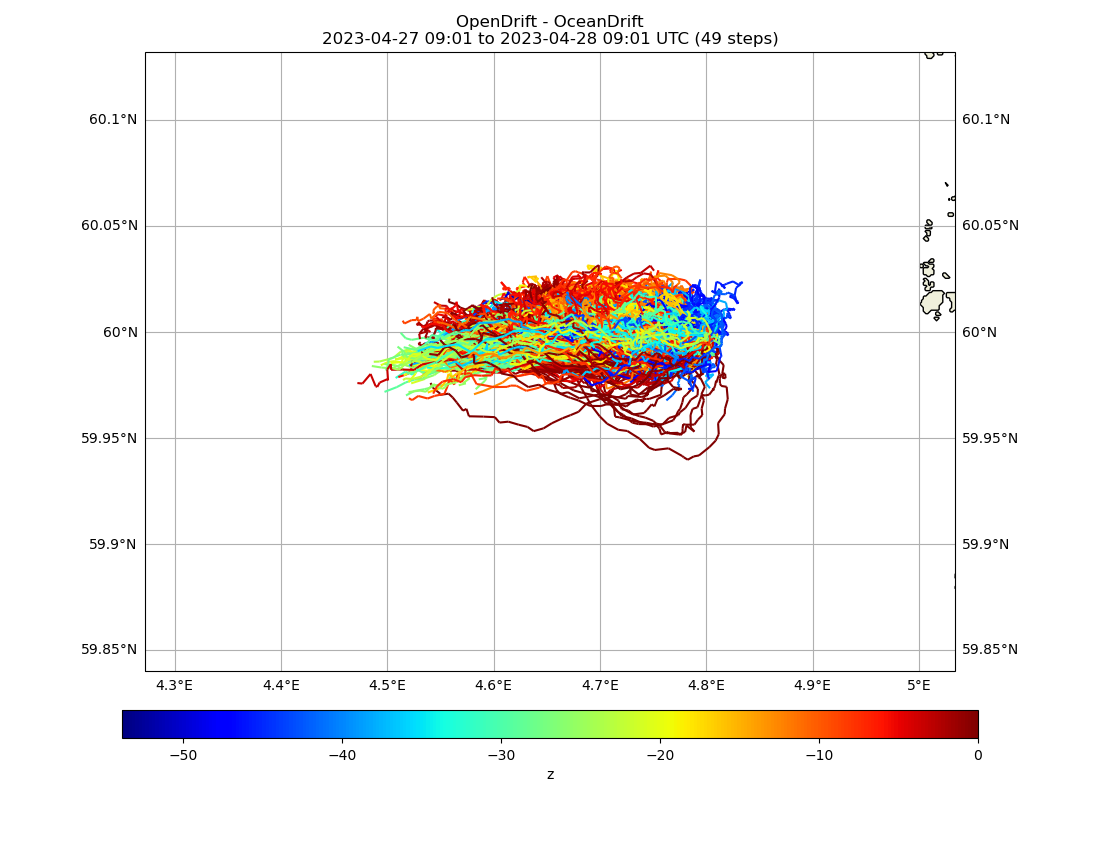 OpenDrift - OceanDrift
2023-04-27 09:01 to 2023-04-28 09:01 UTC (49 steps)
60.1°N 60.1°N
60.05°N 60.05°N
60°N 60°N
59.95°N 59.95°N
59.9°N 59.9°N
59.85°N 59.85°N
4.3°E 4.4°E 4.5°E 4.6°E 4.7°E 4.8°E 4.9°E 5°E
−50 −40 −30 −20 −10 0
z